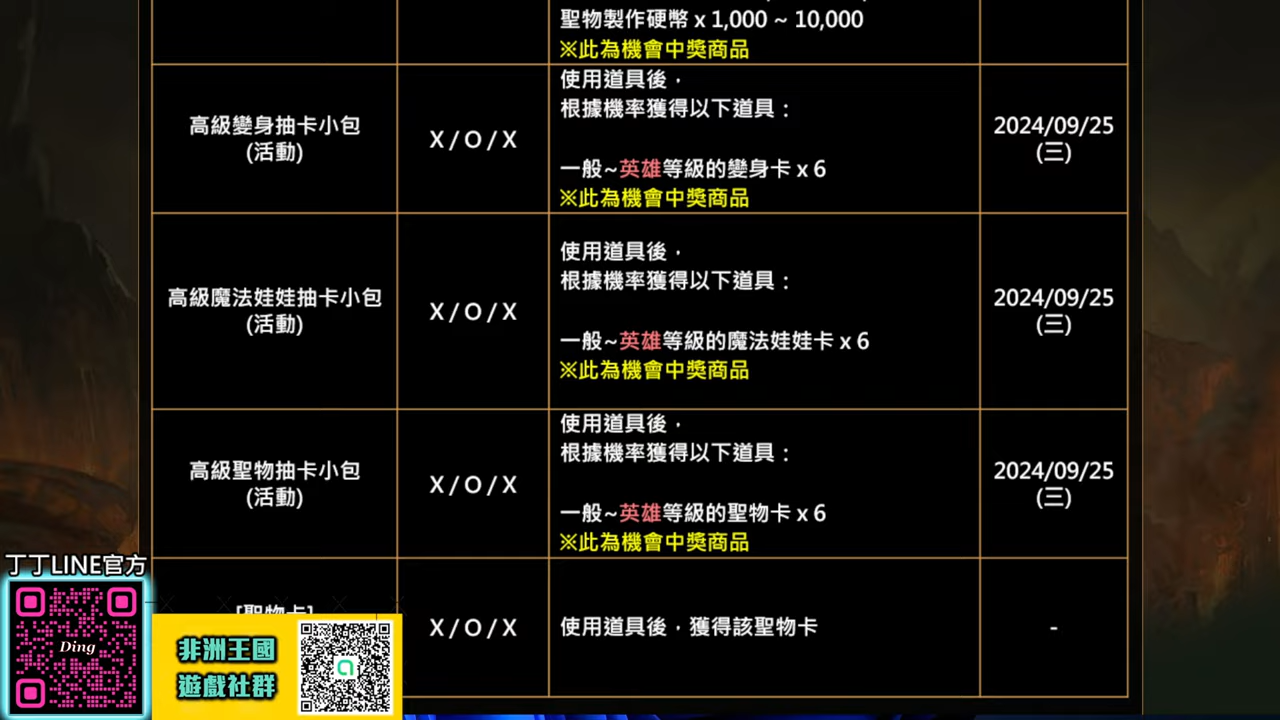 聖物製作硬幣 x 1,000 ~ 10,000
※此為機會中獎商品
高級變身抽卡小包
(活動)
X / O / X
使用道具後，
根據機率獲得以下道具：
一般~英雄等級的變身卡 x 6
※此為機會中獎商品
2024/09/25
(三)
高級魔法娃娃抽卡小包
(活動)
X / O / X
使用道具後，
根據機率獲得以下道具：
一般~英雄等級的魔法娃娃卡 x 6
※此為機會中獎商品
2024/09/25
(三)
高級聖物抽卡小包
(活動)
X / O / X
使用道具後，
根據機率獲得以下道具：
一般~英雄等級的聖物卡 x 6
※此為機會中獎商品
2024/09/25
(三)
[聖物卡]
X / O / X
使用道具後，獲得該聖物卡
-
丁丁LINE官方
Ding
非洲王國
遊戲社群